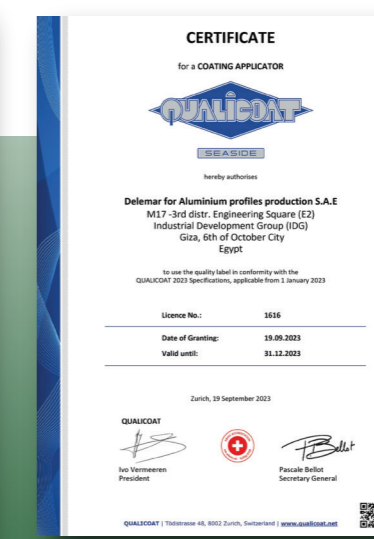 CERTIFICATE
for a COATING APPLICATOR
QUALICOAT
SEASIDE
hereby authorises
Delemar for Aluminium profiles production S.A.E
M17 -3rd distr. Engineering Square (E2)
Industrial Development Group (IDG)
Giza, 6th of October City
Egypt
to use the quality label in conformity with the
QUALICOAT 2023 Specifications, applicable from 1 January 2023
Licence No.: 1616
Date of Granting: 19.09.2023
Valid until: 31.12.2023
Zurich, 19 September 2023
QUALICOAT
Ivo Vermeeren
President
Pascale Bellot
Secretary General
QUALICOAT | Tödistrasse 48, 8002 Zurich, Switzerland | www.qualicoat.net